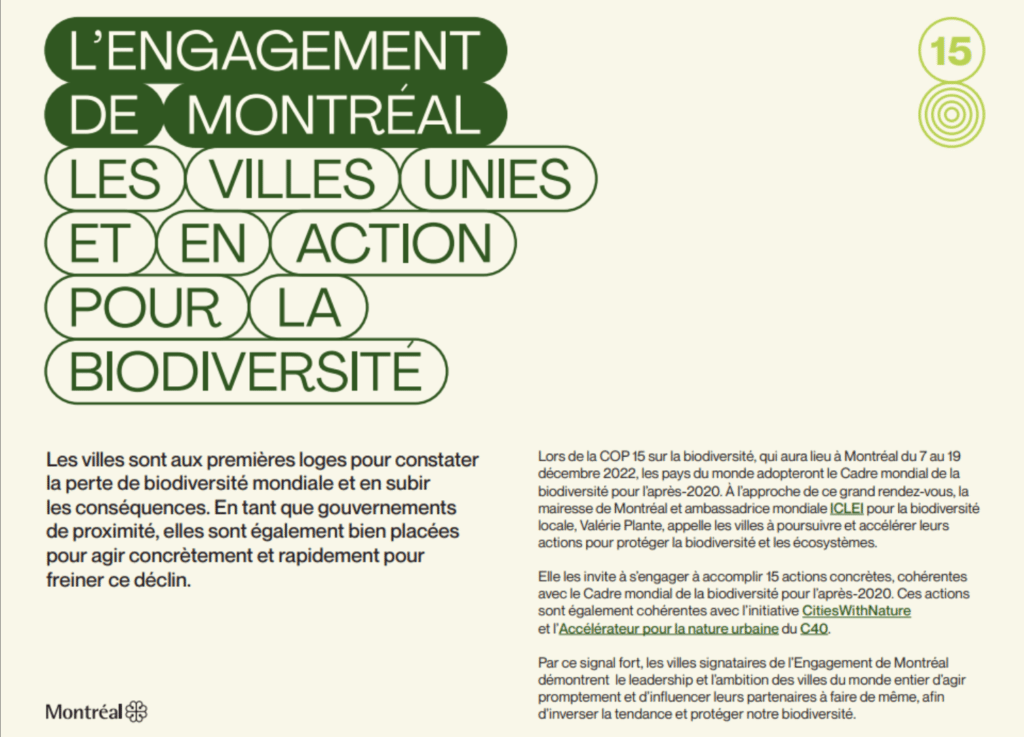 L'ENGAGEMENT
DE MONTRÉAL
LES VILLES UNIES
ET EN ACTION
POUR LA
BIODIVERSITÉ
15
Les villes sont aux premières loges pour constater
la perte de biodiversité mondiale et en subir
les conséquences. En tant que gouvernements
de proximité, elles sont également bien placées
pour agir concrètement et rapidement pour
freiner ce déclin.
Lors de la COP 15 sur la biodiversité, qui aura lieu à Montréal du 7 au 19
décembre 2022, les pays du monde adopteront le Cadre mondial de la
biodiversité pour l'après-2020. À l'approche de ce grand rendez-vous, la
mairesse de Montréal et ambassadrice mondiale ICLEI pour la biodiversité
locale, Valérie Plante, appelle les villes à poursuivre et accélérer leurs
actions pour protéger la biodiversité et les écosystèmes.
Elle les invite à s'engager à accomplir 15 actions concrètes, cohérentes
avec le Cadre mondial de la biodiversité pour l'après-2020. Ces actions
sont également cohérentes avec l'initiative CitiesWithNature
et l'Accélérateur pour la nature urbaine du C40.
Par ce signal fort, les villes signataires de l'Engagement de Montréal
démontrent le leadership et l'ambition des villes du monde entier d'agir
promptement et d'influencer leurs partenaires à faire de même, afin
d'inverser la tendance et protéger notre biodiversité.
Montréal